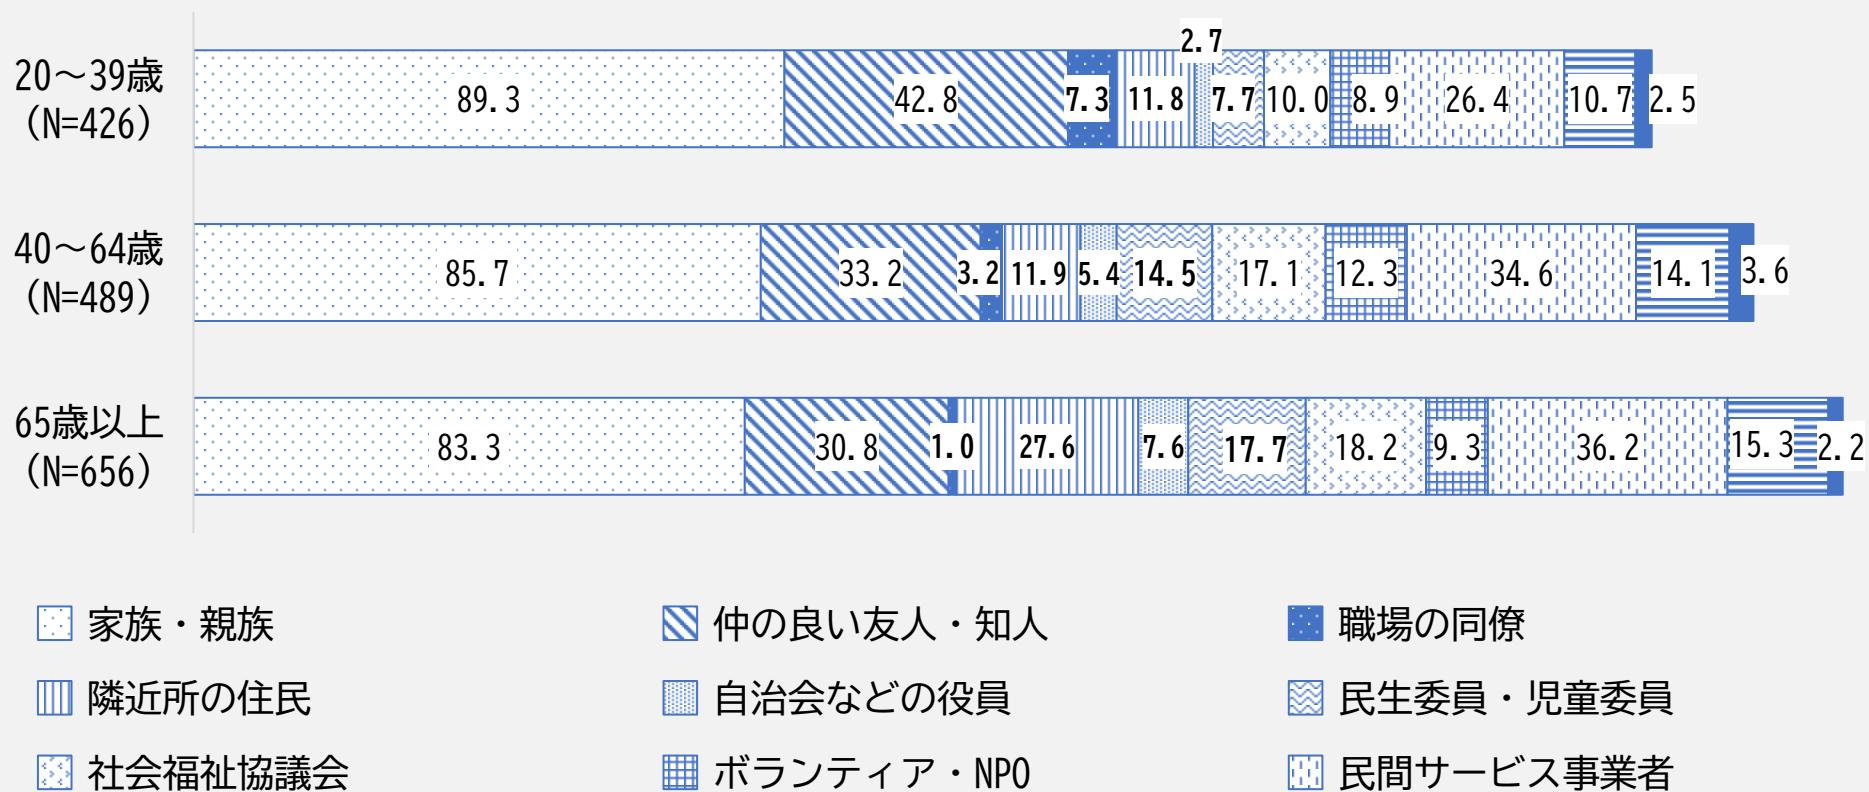 2.7
20～39歳
(N=426)
89.3 42.8 7.3 11.8 7.7 10.0 8.9 26.4 10.7 2.5
40～64歳
(N=489)
85.7 33.2 3.2 11.9 5.4 14.5 17.1 12.3 34.6 14.1 3.6
65歳以上
(N=656)
83.3 30.8 1.0 27.6 7.6 17.7 18.2 9.3 36.2 15.3 2.2
家族・親族 仲の良い友人・知人 職場の同僚
隣近所の住民 自治会などの役員 民生委員・児童委員
社会福祉協議会 ボランティア・NPO 民間サービス事業者